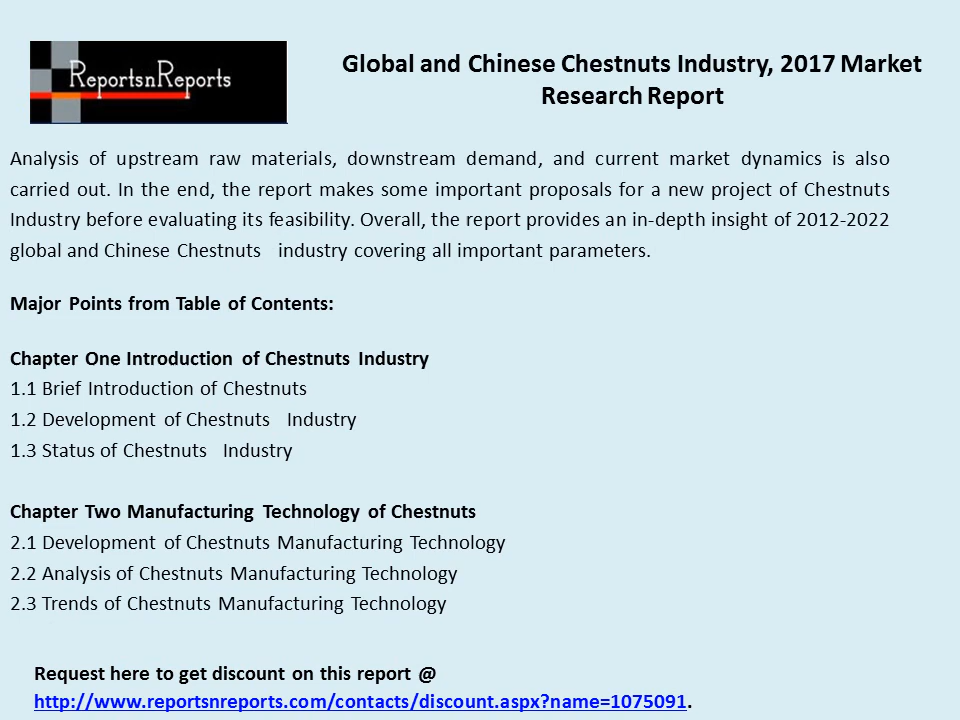 ReportsnReports
Global and Chinese Chestnuts Industry, 2017 Market
Research Report
Analysis of upstream raw materials, downstream demand, and current market dynamics is also
carried out. In the end, the report makes some important proposals for a new project of Chestnuts
Industry before evaluating its feasibility. Overall, the report provides an in-depth insight of 2012-2022
global and Chinese Chestnuts industry covering all important parameters.
Major Points from Table of Contents:
Chapter One Introduction of Chestnuts Industry
1.1 Brief Introduction of Chestnuts
1.2 Development of Chestnuts Industry
1.3 Status of Chestnuts Industry
Chapter Two Manufacturing Technology of Chestnuts
2.1 Development of Chestnuts Manufacturing Technology
2.2 Analysis of Chestnuts Manufacturing Technology
2.3 Trends of Chestnuts Manufacturing Technology
Request here to get discount on this report @
http://www.reportsnreports.com/contacts/discount.aspx?name=1075091.